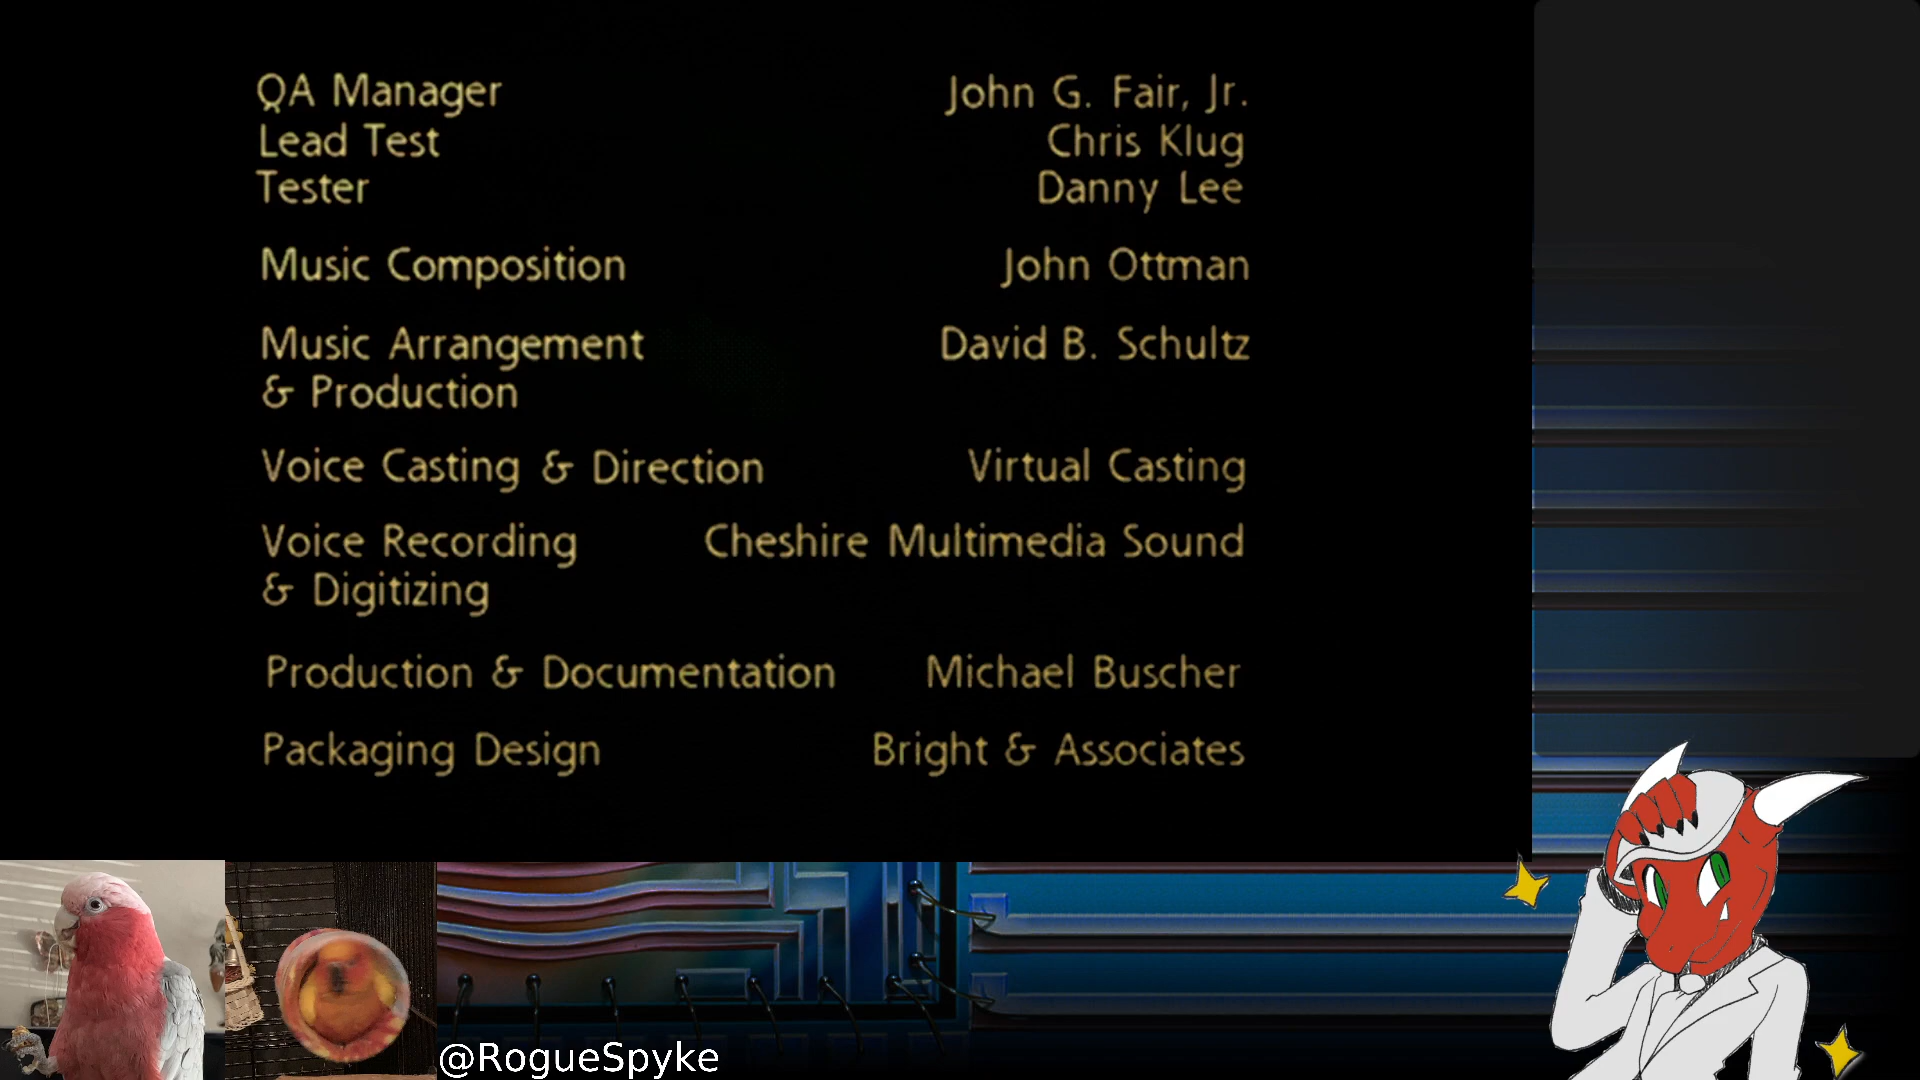 QA Manager John G. Fair, Jr.
Lead Test Chris Klug
Tester Danny Lee
Music Composition John Ottman
Music Arrangement David B. Schultz
& Production
Voice Casting & Direction Virtual Casting
Voice Recording Cheshire Multimedia Sound
& Digitizing
Production & Documentation Michael Buscher
Packaging Design Bright & Associates
@RogueSpyke